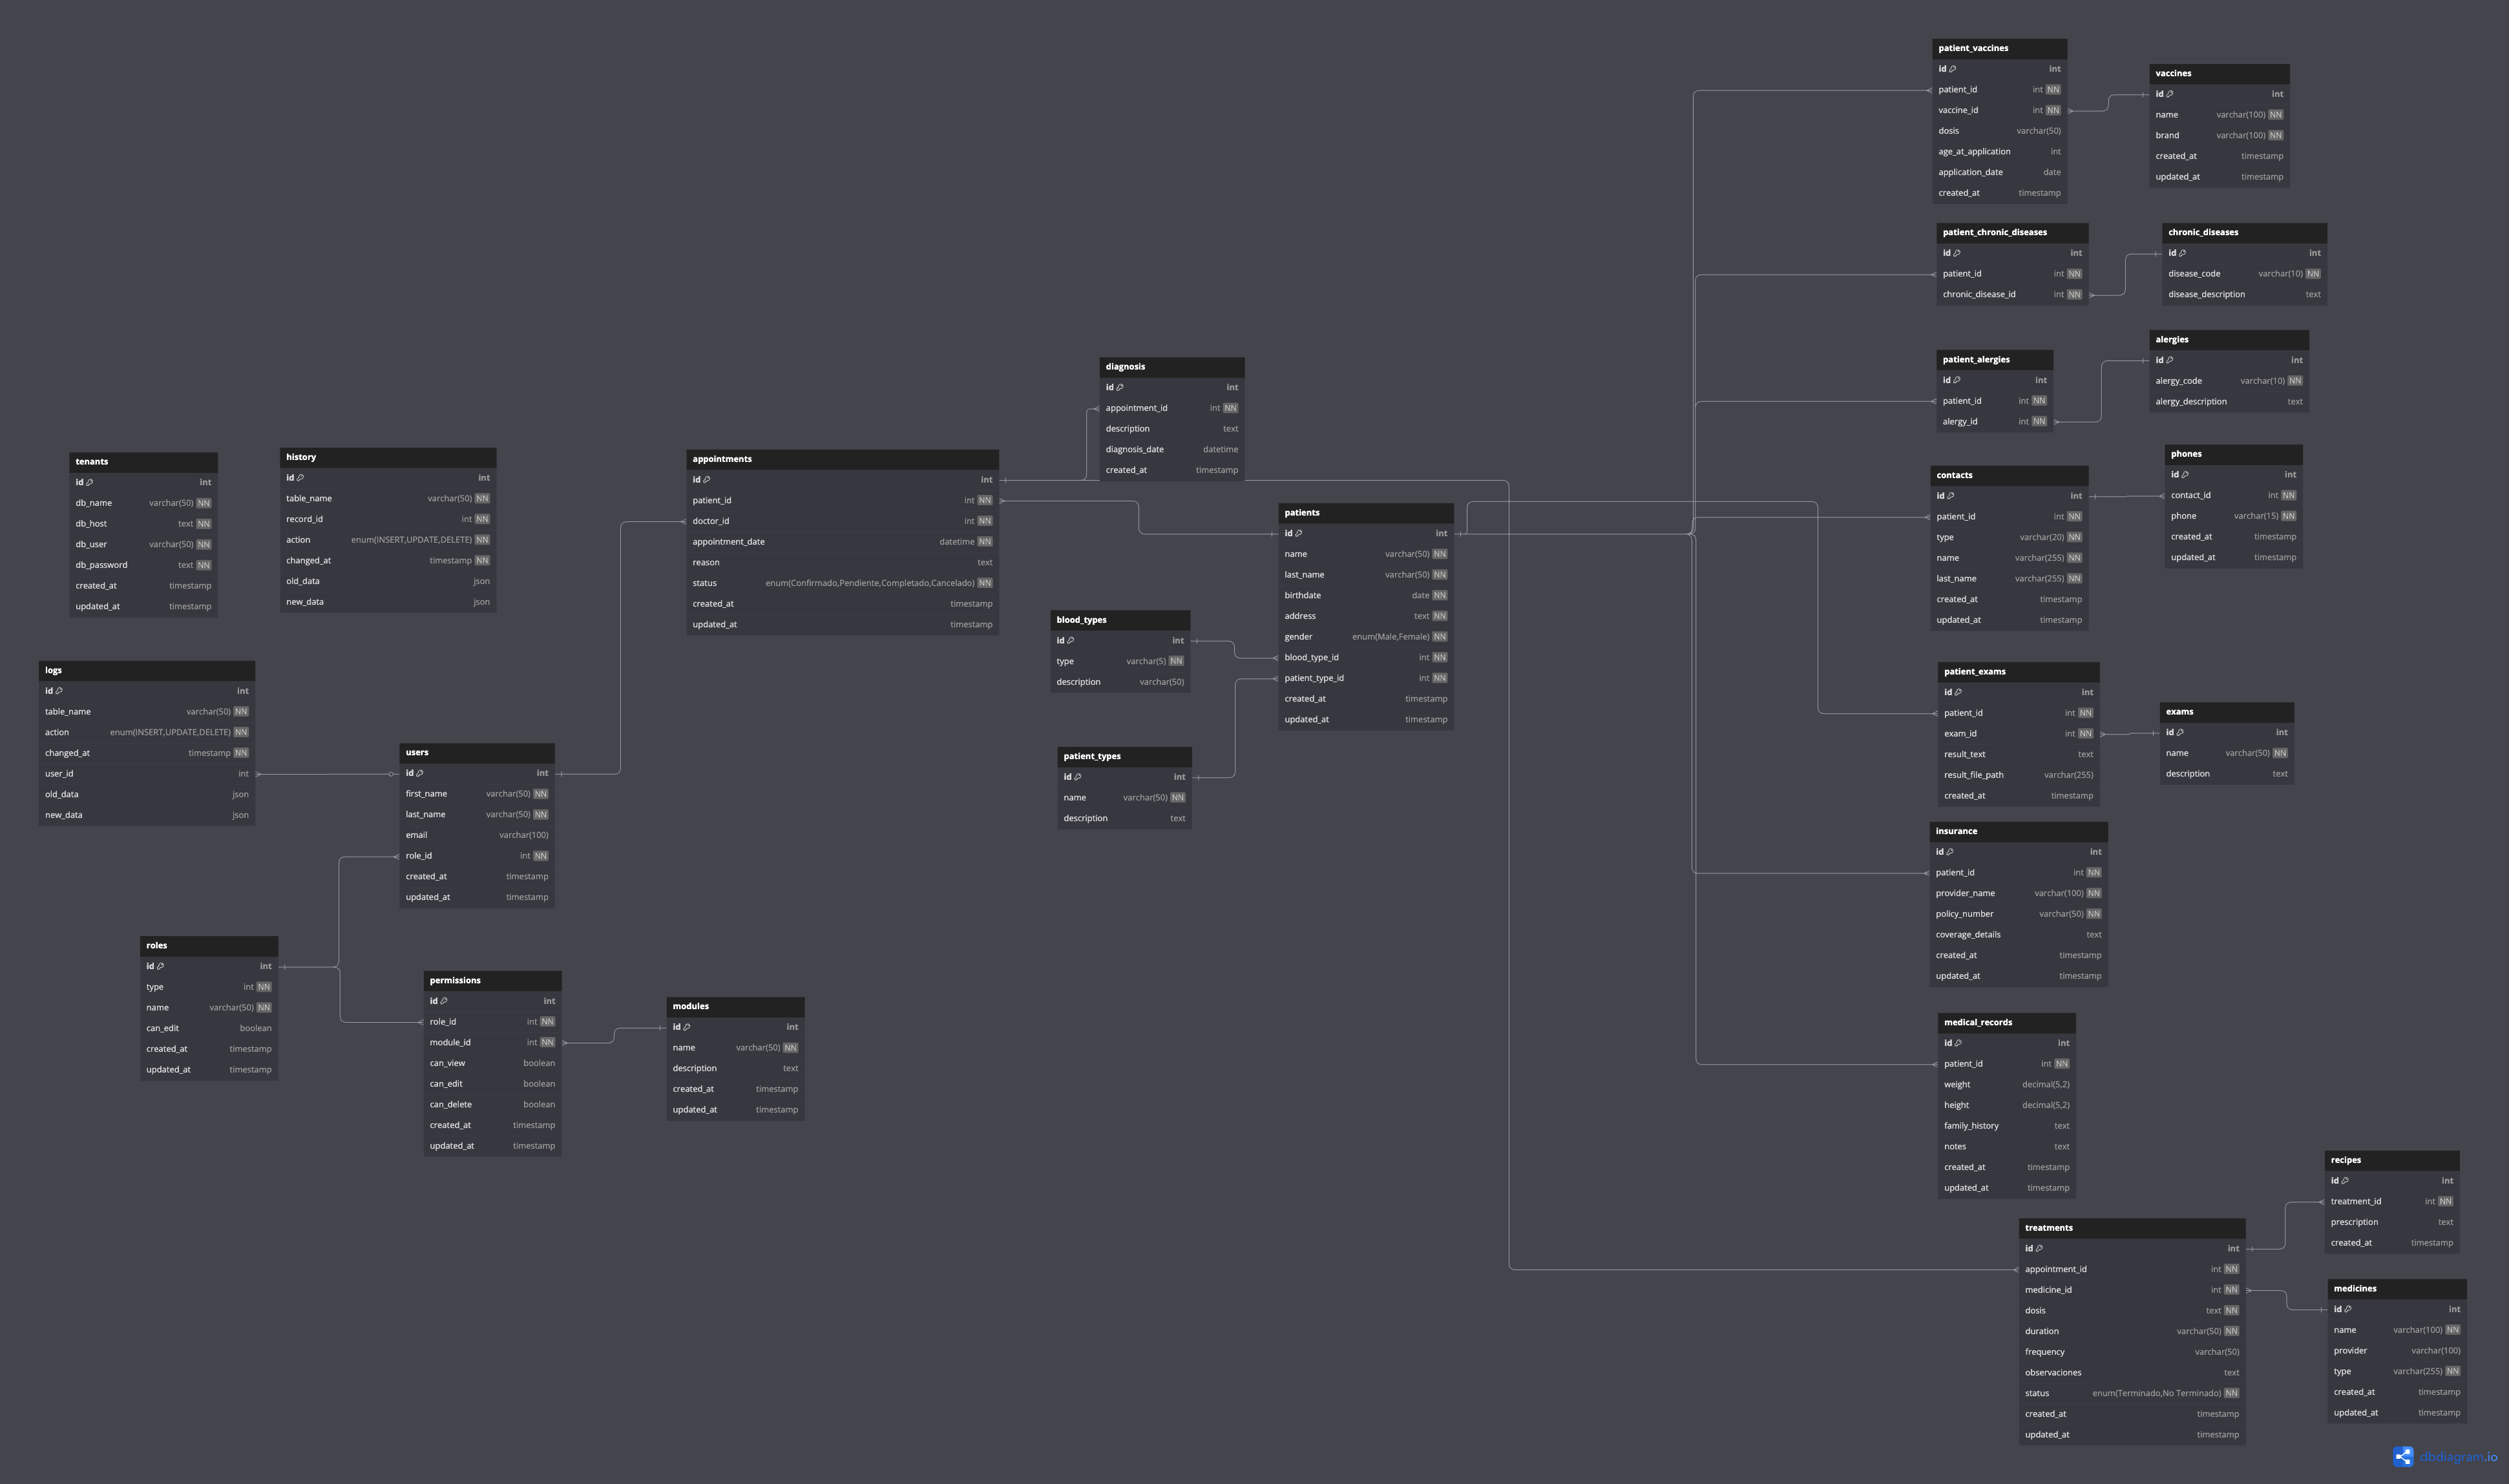 patient_vaccines
id int
patient_id int NN
vaccine_id int NN
dosis varchar(50)
age_at_application int
application_date date
created_at timestamp
vaccines
id int
name varchar(100) NN
brand varchar(100) NN
created_at timestamp
updated_at timestamp
patient_chronic_diseases
id int
patient_id int NN
chronic_disease_id int NN
chronic_diseases
id int
disease_code varchar(10) NN
disease_description text
patient_alergies
id int
patient_id int NN
alergy_id int NN
alergies
id int
alergy_code varchar(10) NN
alergy_description text
diagnosis
id int
appointment_id int NN
description text
diagnosis_date datetime
created_at timestamp
tenants
id int
db_name varchar(50) NN
db_host text NN
db_user varchar(50) NN
db_password text NN
created_at timestamp
updated_at timestamp
history
id int
table_name varchar(50) NN
record_id int NN
action enum(INSERT,UPDATE,DELETE) NN
changed_at timestamp NN
old_data json
new_data json
appointments
id int
patient_id int NN
doctor_id int NN
appointment_date datetime NN
reason text
status enum(Confirmado,Pendiente,Completado,Cancelado) NN
created_at timestamp
updated_at timestamp
patients
id int
name varchar(50) NN
last_name varchar(50) NN
birthdate date NN
address text NN
gender enum(Male,Female) NN
blood_type_id int NN
patient_type_id int NN
created_at timestamp
updated_at timestamp
contacts
id int
patient_id int NN
type varchar(20) NN
name varchar(255) NN
last_name varchar(255) NN
created_at timestamp
updated_at timestamp
phones
id int
contact_id int NN
phone varchar(15) NN
created_at timestamp
updated_at timestamp
blood_types
id int
type varchar(5) NN
description varchar(50)
patient_types
id int
name varchar(50) NN
description text
logs
id int
table_name varchar(50) NN
action enum(INSERT,UPDATE,DELETE) NN
changed_at timestamp NN
user_id int
old_data json
new_data json
users
id int
first_name varchar(50) NN
last_name varchar(50) NN
email varchar(100)
role_id int NN
created_at timestamp
updated_at timestamp
patient_exams
id int
patient_id int NN
exam_id int NN
result_text text
result_file_path varchar(255)
created_at timestamp
exams
id int
name varchar(50) NN
description text
insurance
id int
patient_id int NN
provider_name varchar(100) NN
policy_number varchar(50) NN
coverage_details text
created_at timestamp
updated_at timestamp
roles
id int
type int NN
name varchar(50) NN
can_edit boolean
created_at timestamp
updated_at timestamp
permissions
id int
role_id int NN
module_id int NN
can_view boolean
can_edit boolean
can_delete boolean
created_at timestamp
updated_at timestamp
modules
id int
name varchar(50) NN
description text
created_at timestamp
updated_at timestamp
medical_records
id int
patient_id int NN
weight decimal(5,2)
height decimal(5,2)
family_history text
notes text
created_at timestamp
updated_at timestamp
treatments
id int
appointment_id int NN
medicine_id int NN
dosis text NN
duration varchar(50) NN
frequency varchar(50)
observaciones text
status enum(Terminado,No Terminado) NN
created_at timestamp
updated_at timestamp
recipes
id int
treatment_id int NN
prescription text
created_at timestamp
medicines
id int
name varchar(100) NN
provider varchar(100)
type varchar(255) NN
created_at timestamp
updated_at timestamp
dbdiagram.io